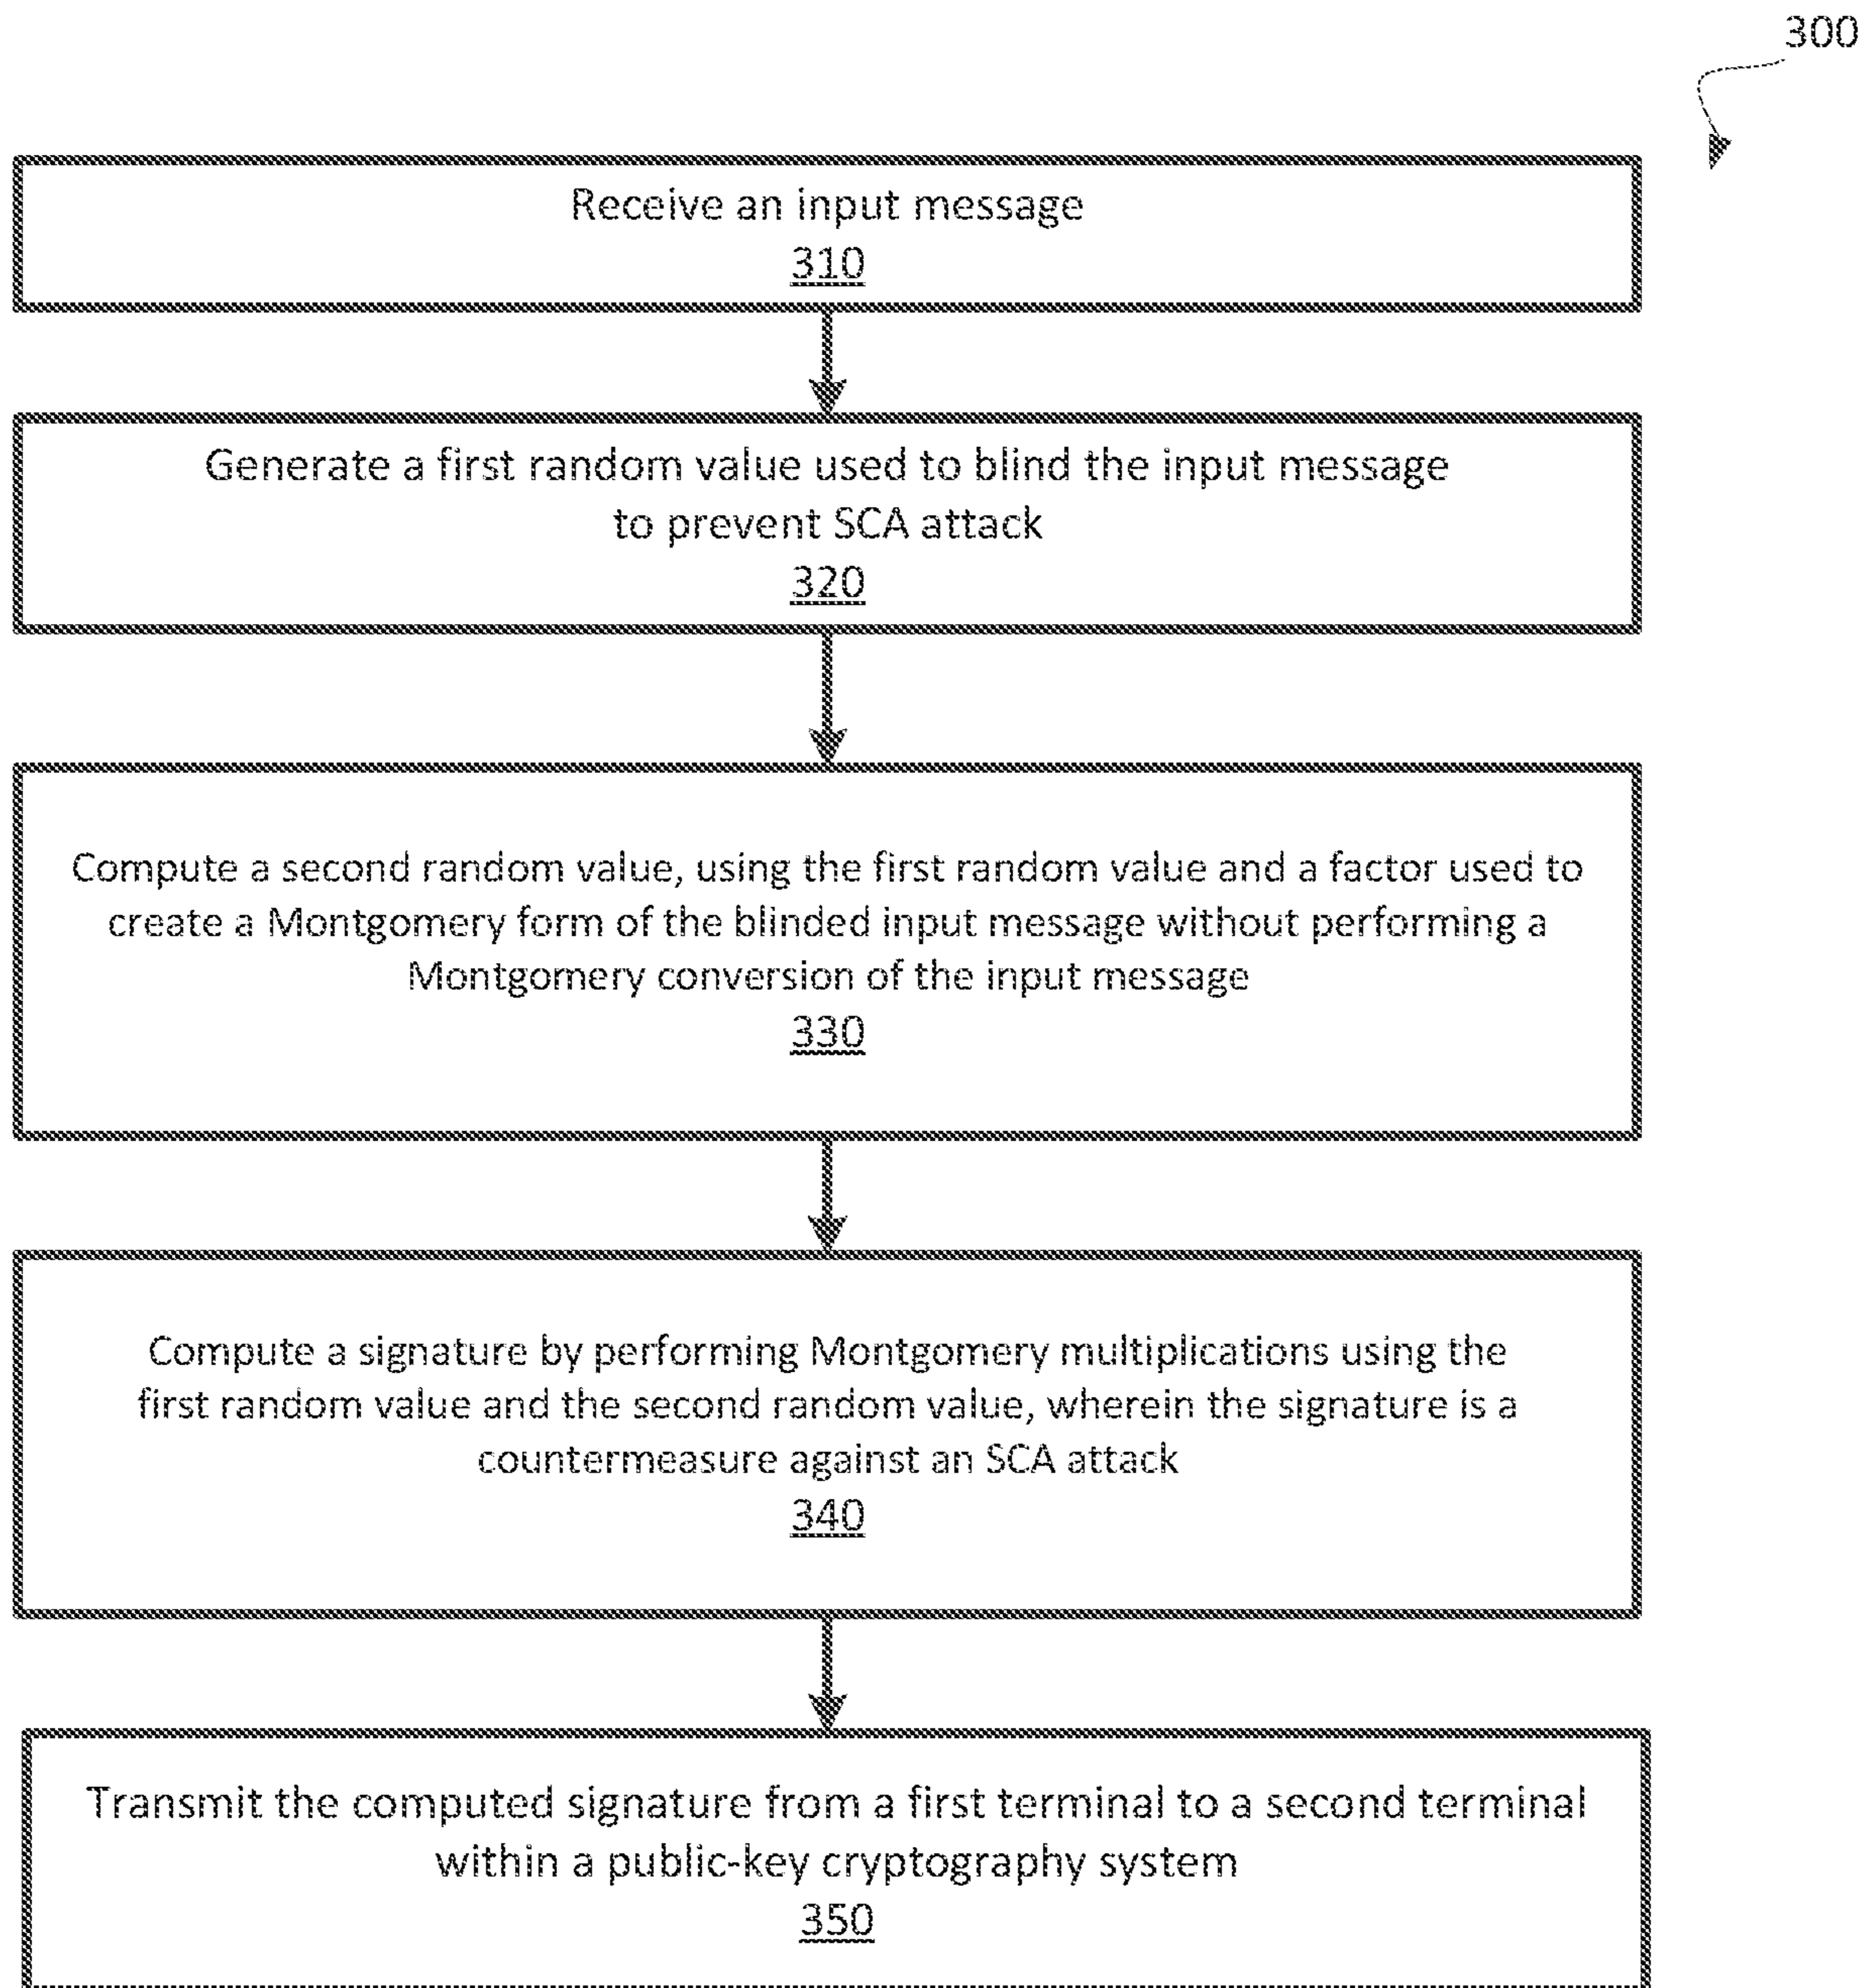 300
Receive an input message
310
Generate a first random value used to blind the input message
to prevent SCA attack
320
Compute a second random value, using the first random value and a factor used to
create a Montgomery form of the blinded input message without performing a
Montgomery conversion of the input message
330
Compute a signature by performing Montgomery multiplications using the
first random value and the second random value, wherein the signature is a
countermeasure against an SCA attack
340
Transmit the computed signature from a first terminal to a second terminal
within a public-key cryptography system
350